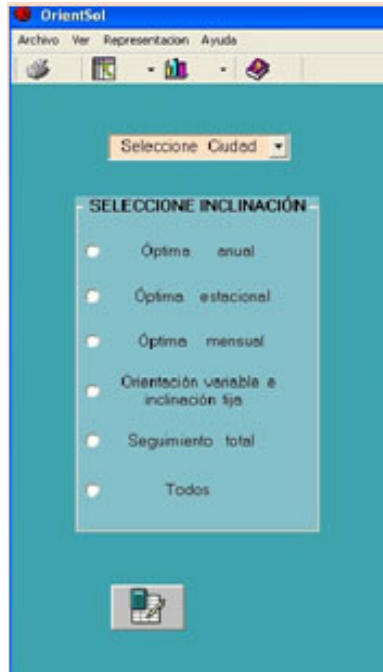 OrientSol
Archivo Ver Representacion Ayuda
Seleccione Ciudad
SELECCIONE INCLINACIÓN
Óptima anual
Óptima estacional
Óptima mensual
Orientación variable e
inclinación fija
Seguimiento total
Todos